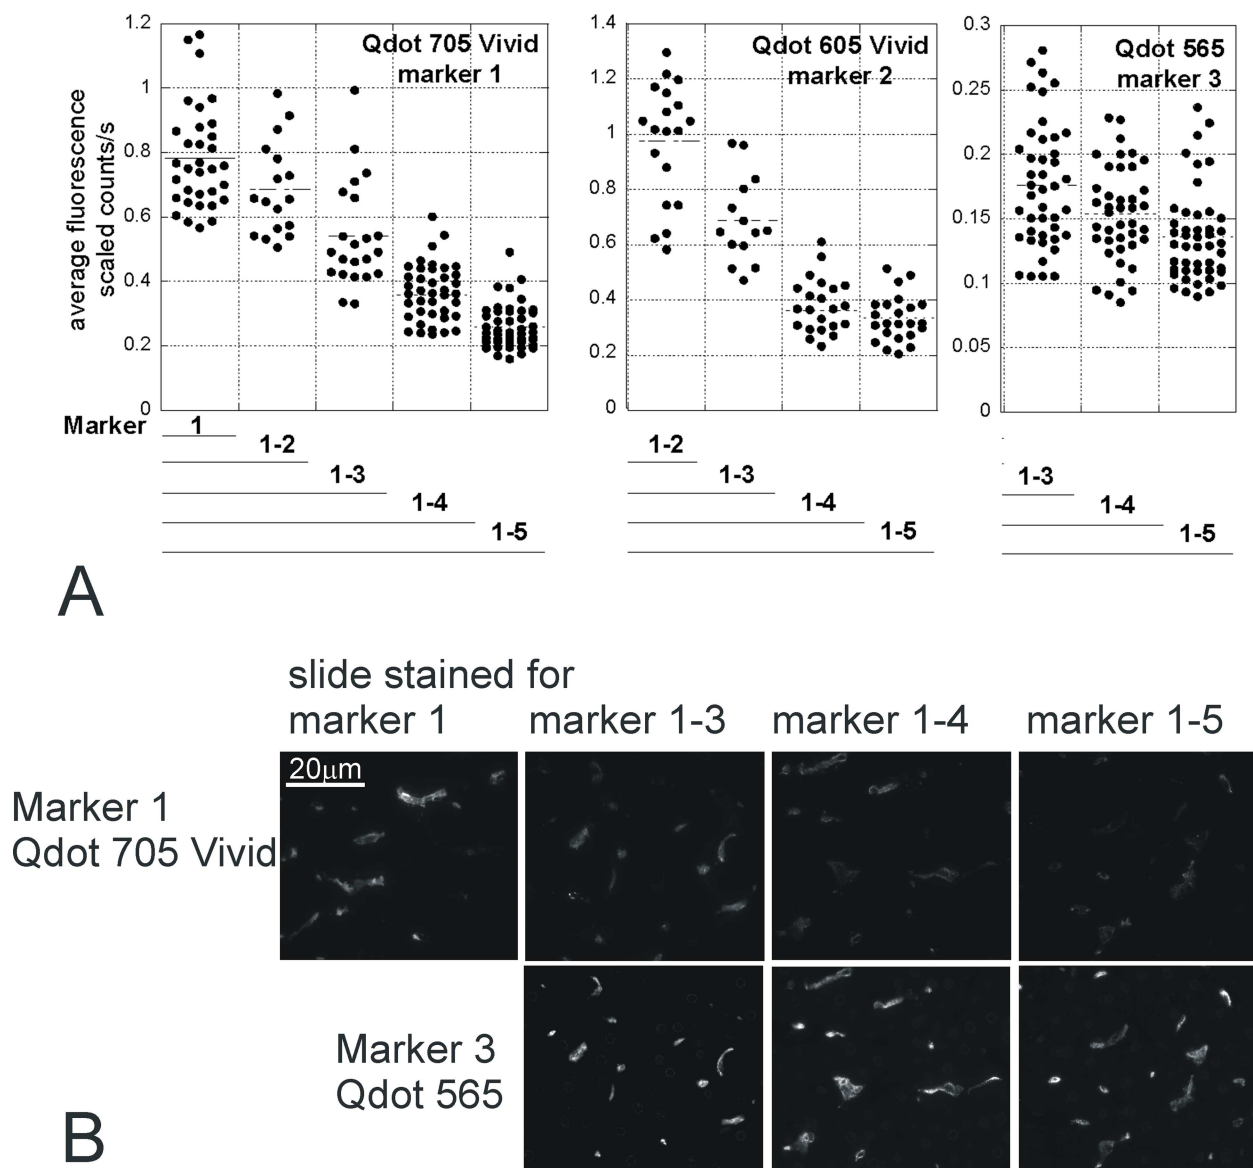 Qdot 705 Vivid
marker 1
average fluorescence
scaled counts/s
1.2
1
0.8
0.6
0.4
0.2
0
Qdot 605 Vivid
marker 2
1.4
1.2
1
0.8
0.6
0.4
0.2
0
Qdot 565
marker 3
0.3
0.25
0.2
0.15
0.1
0.05
0
Marker
1
1-2
1-3
1-4
1-5
1-2
1-3
1-4
1-5
1-3
1-4
1-5
A
slide stained for
marker 1
marker 1-3
marker 1-4
marker 1-5
20μm
Marker 1
Qdot 705 Vivid
Marker 3
Qdot 565
B